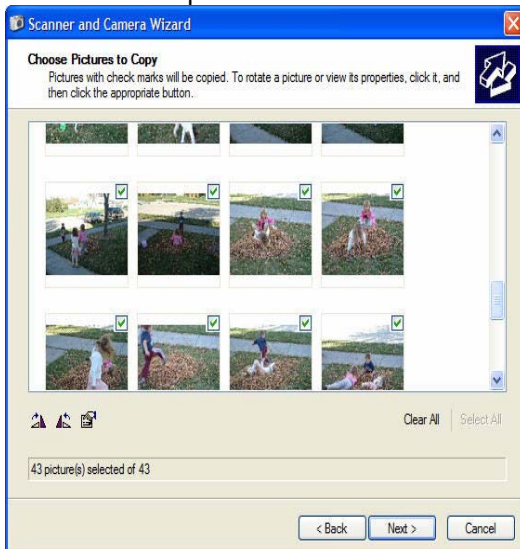 Scanner and Camera Wizard
Choose Pictures to Copy
Pictures with check marks will be copied. To rotate a picture or view its properties, click it, and
then click the appropriate button.
Clear All
Select All
43 picture(s) selected of 43
< Back
Next >
Cancel